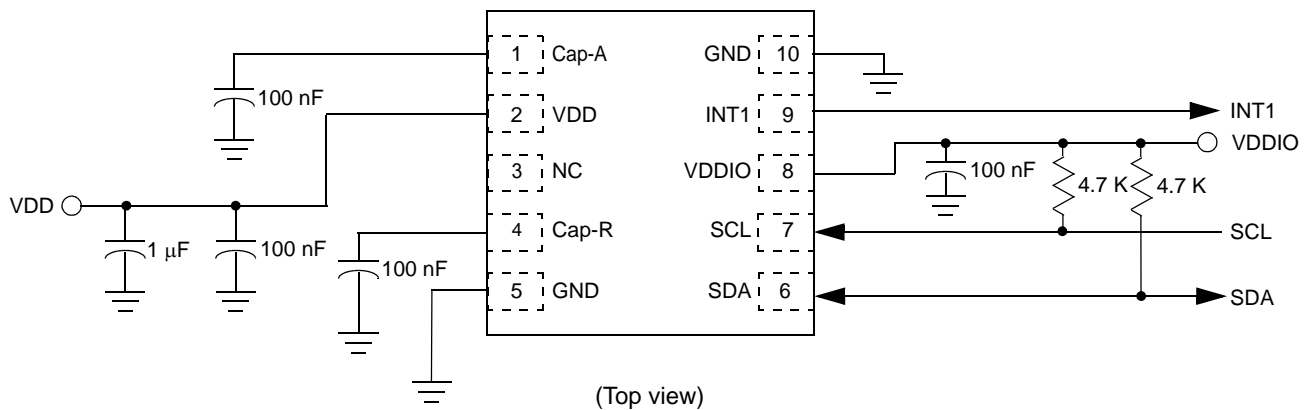 1 Cap-A
100 nF
2 VDD
3 NC
VDD
1 μF
100 nF
4 Cap-R
100 nF
5 GND
GND 10
INT1 9
INT1
VDDIO
VDDIO 8
100 nF
4.7 K
4.7 K
SCL 7
SCL
SDA 6
SDA
(Top view)